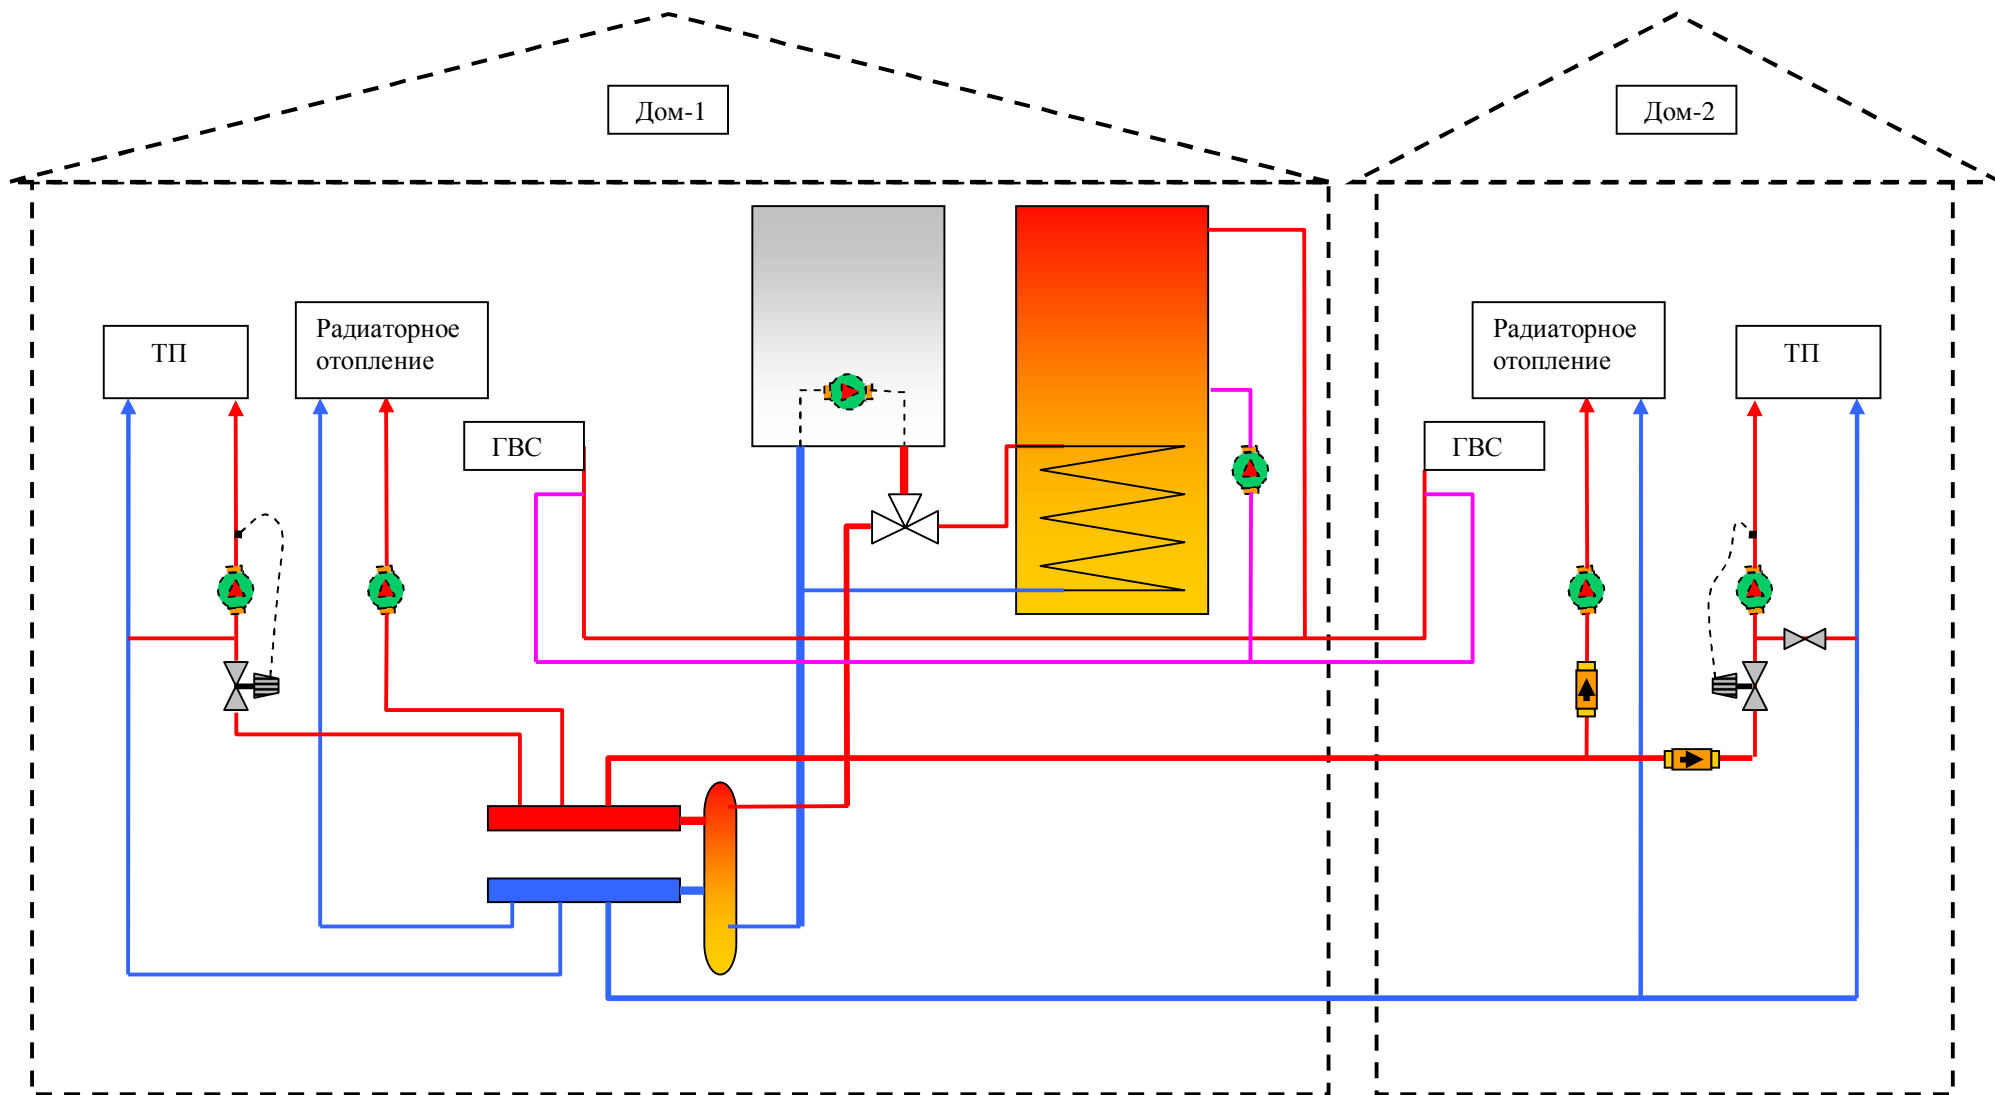 Дом-1
Дом-2
ТП
Радиаторное
отопление
ГВС
Радиаторное
отопление
ТП
ГВС